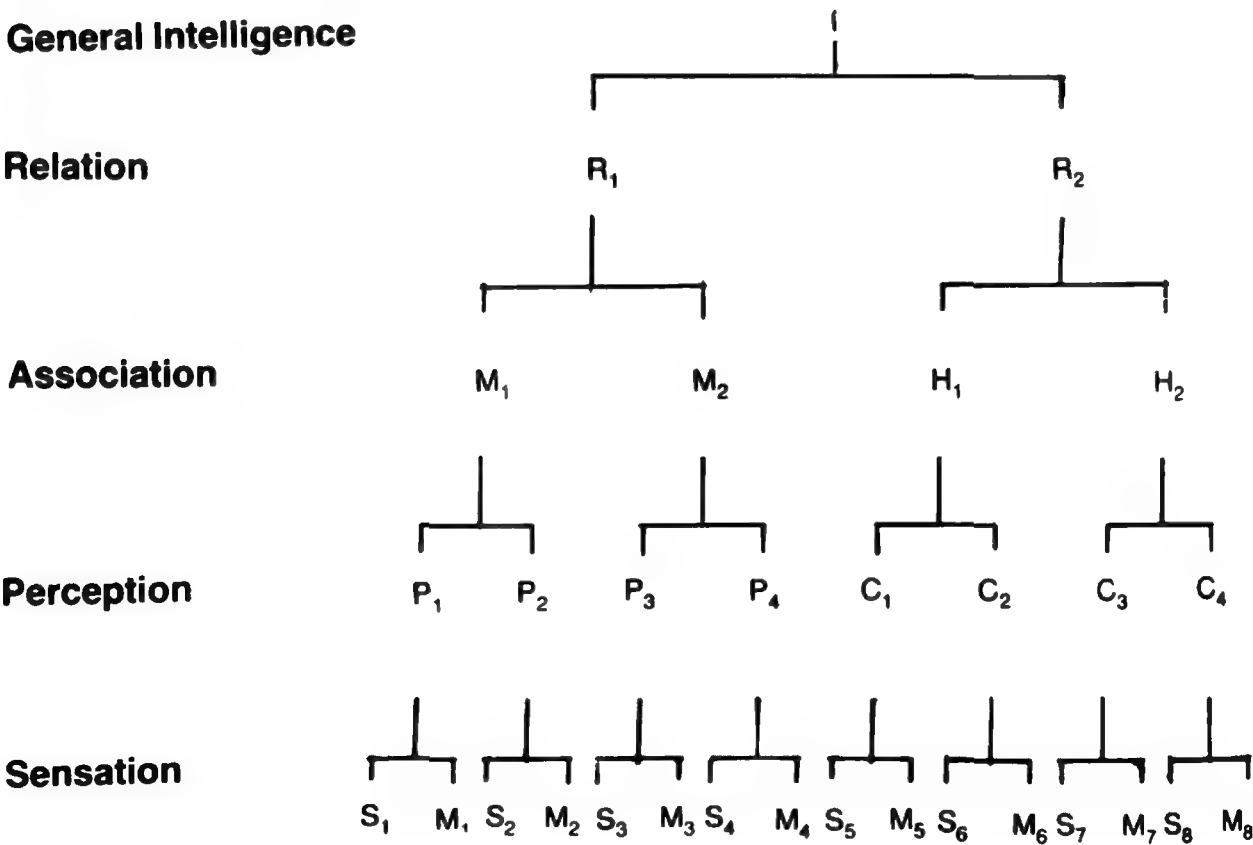 General Intelligence
Relation R₁ R₂
Association M₁ M₂ H₁ H₂
Perception P₁ P₂ P₃ P₄ C₁ C₂ C₃ C₄
Sensation S₁ M₁ S₂ M₂ S₃ M₃ S₄ M₄ S₅ M₅ S₆ M₆ S₇ M₇ S₈ M₈